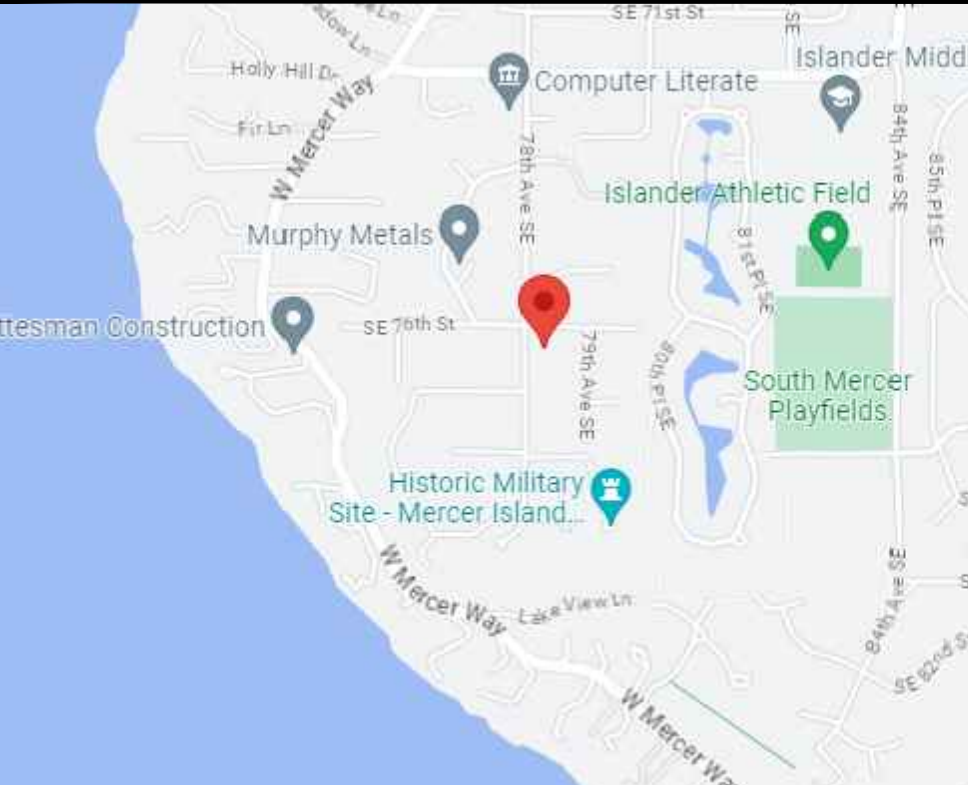 SE 71st St
SE
Holly Hill Dr
Computer Literate
Islander Midd
W Mercer Way
Fir Ln
78th Ave SE
84th Ave SE
85th Pl SE
Islander Athletic Field
Murphy Metals
81st Pl SE
ttesman Construction
SE 76th St
79th Ave SE
80th Pl SE
South Mercer
Playfields
Historic Military
Site - Mercer Island...
W Mercer Way
Lake View Ln
84th Ave SE
SE 82nd S
W Mercer Wa